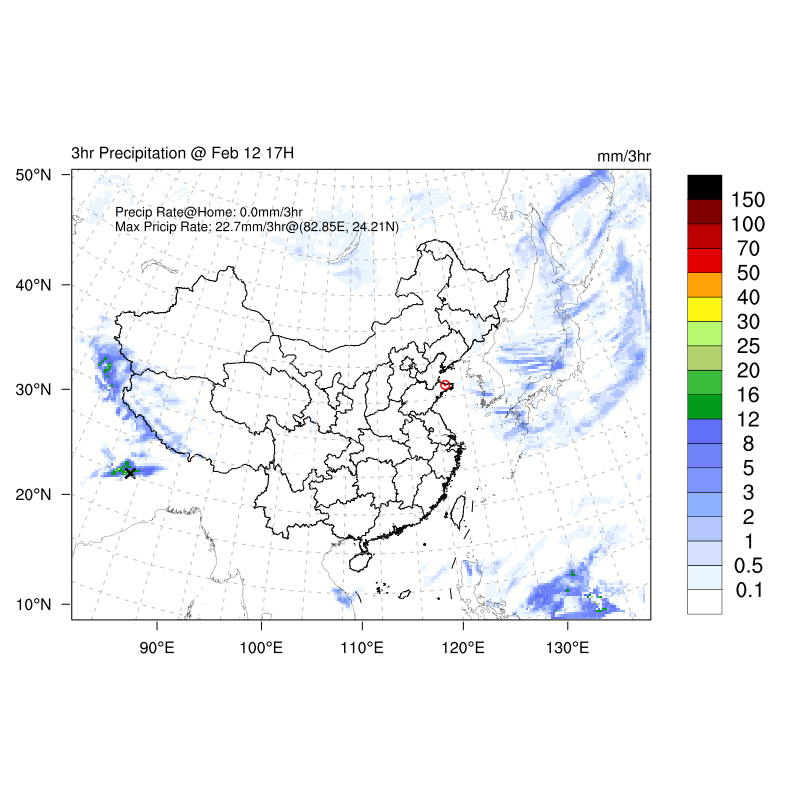 3hr Precipitation @ Feb 12 17H
mm/3hr
Precip Rate@Home: 0.0mm/3hr
Max Pricip Rate: 22.7mm/3hr@(82.85E, 24.21N)
50°N
40°N
30°N
20°N
10°N
90°E
100°E
110°E
120°E
130°E
150
100
70
50
40
30
25
20
16
12
8
5
3
2
1
0.5
0.1